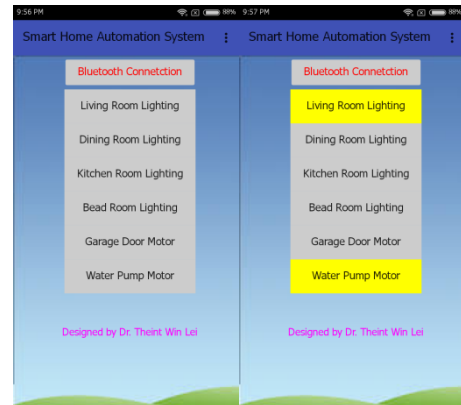 9:56 PM 88%
Smart Home Automation System
Bluetooth Connetction
Living Room Lighting
Dining Room Lighting
Kitchen Room Lighting
Bead Room Lighting
Garage Door Motor
Water Pump Motor
Designed by Dr. Theint Win Lei
9:57 PM 88%
Smart Home Automation System
Bluetooth Connetction
Living Room Lighting
Dining Room Lighting
Kitchen Room Lighting
Bead Room Lighting
Garage Door Motor
Water Pump Motor
Designed by Dr. Theint Win Lei